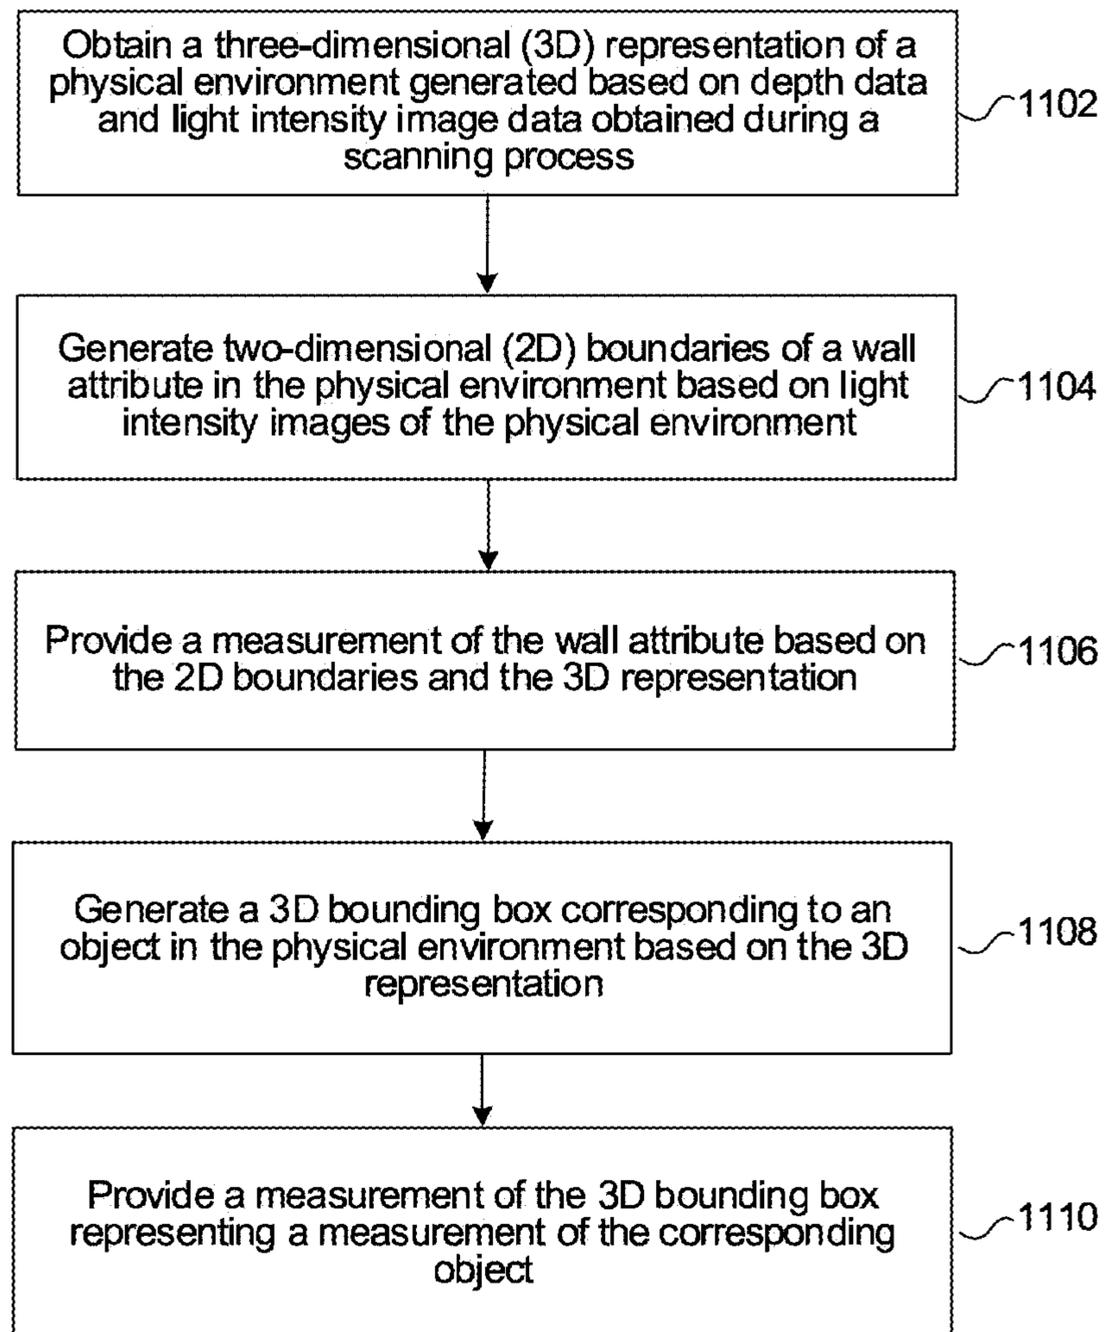 Obtain a three-dimensional (3D) representation of a
physical environment generated based on depth data
and light intensity image data obtained during a
scanning process
1102
Generate two-dimensional (2D) boundaries of a wall
attribute in the physical environment based on light
intensity images of the physical environment
1104
Provide a measurement of the wall attribute based on
the 2D boundaries and the 3D representation
1106
Generate a 3D bounding box corresponding to an
object in the physical environment based on the 3D
representation
1108
Provide a measurement of the 3D bounding box
representing a measurement of the corresponding
object
1110